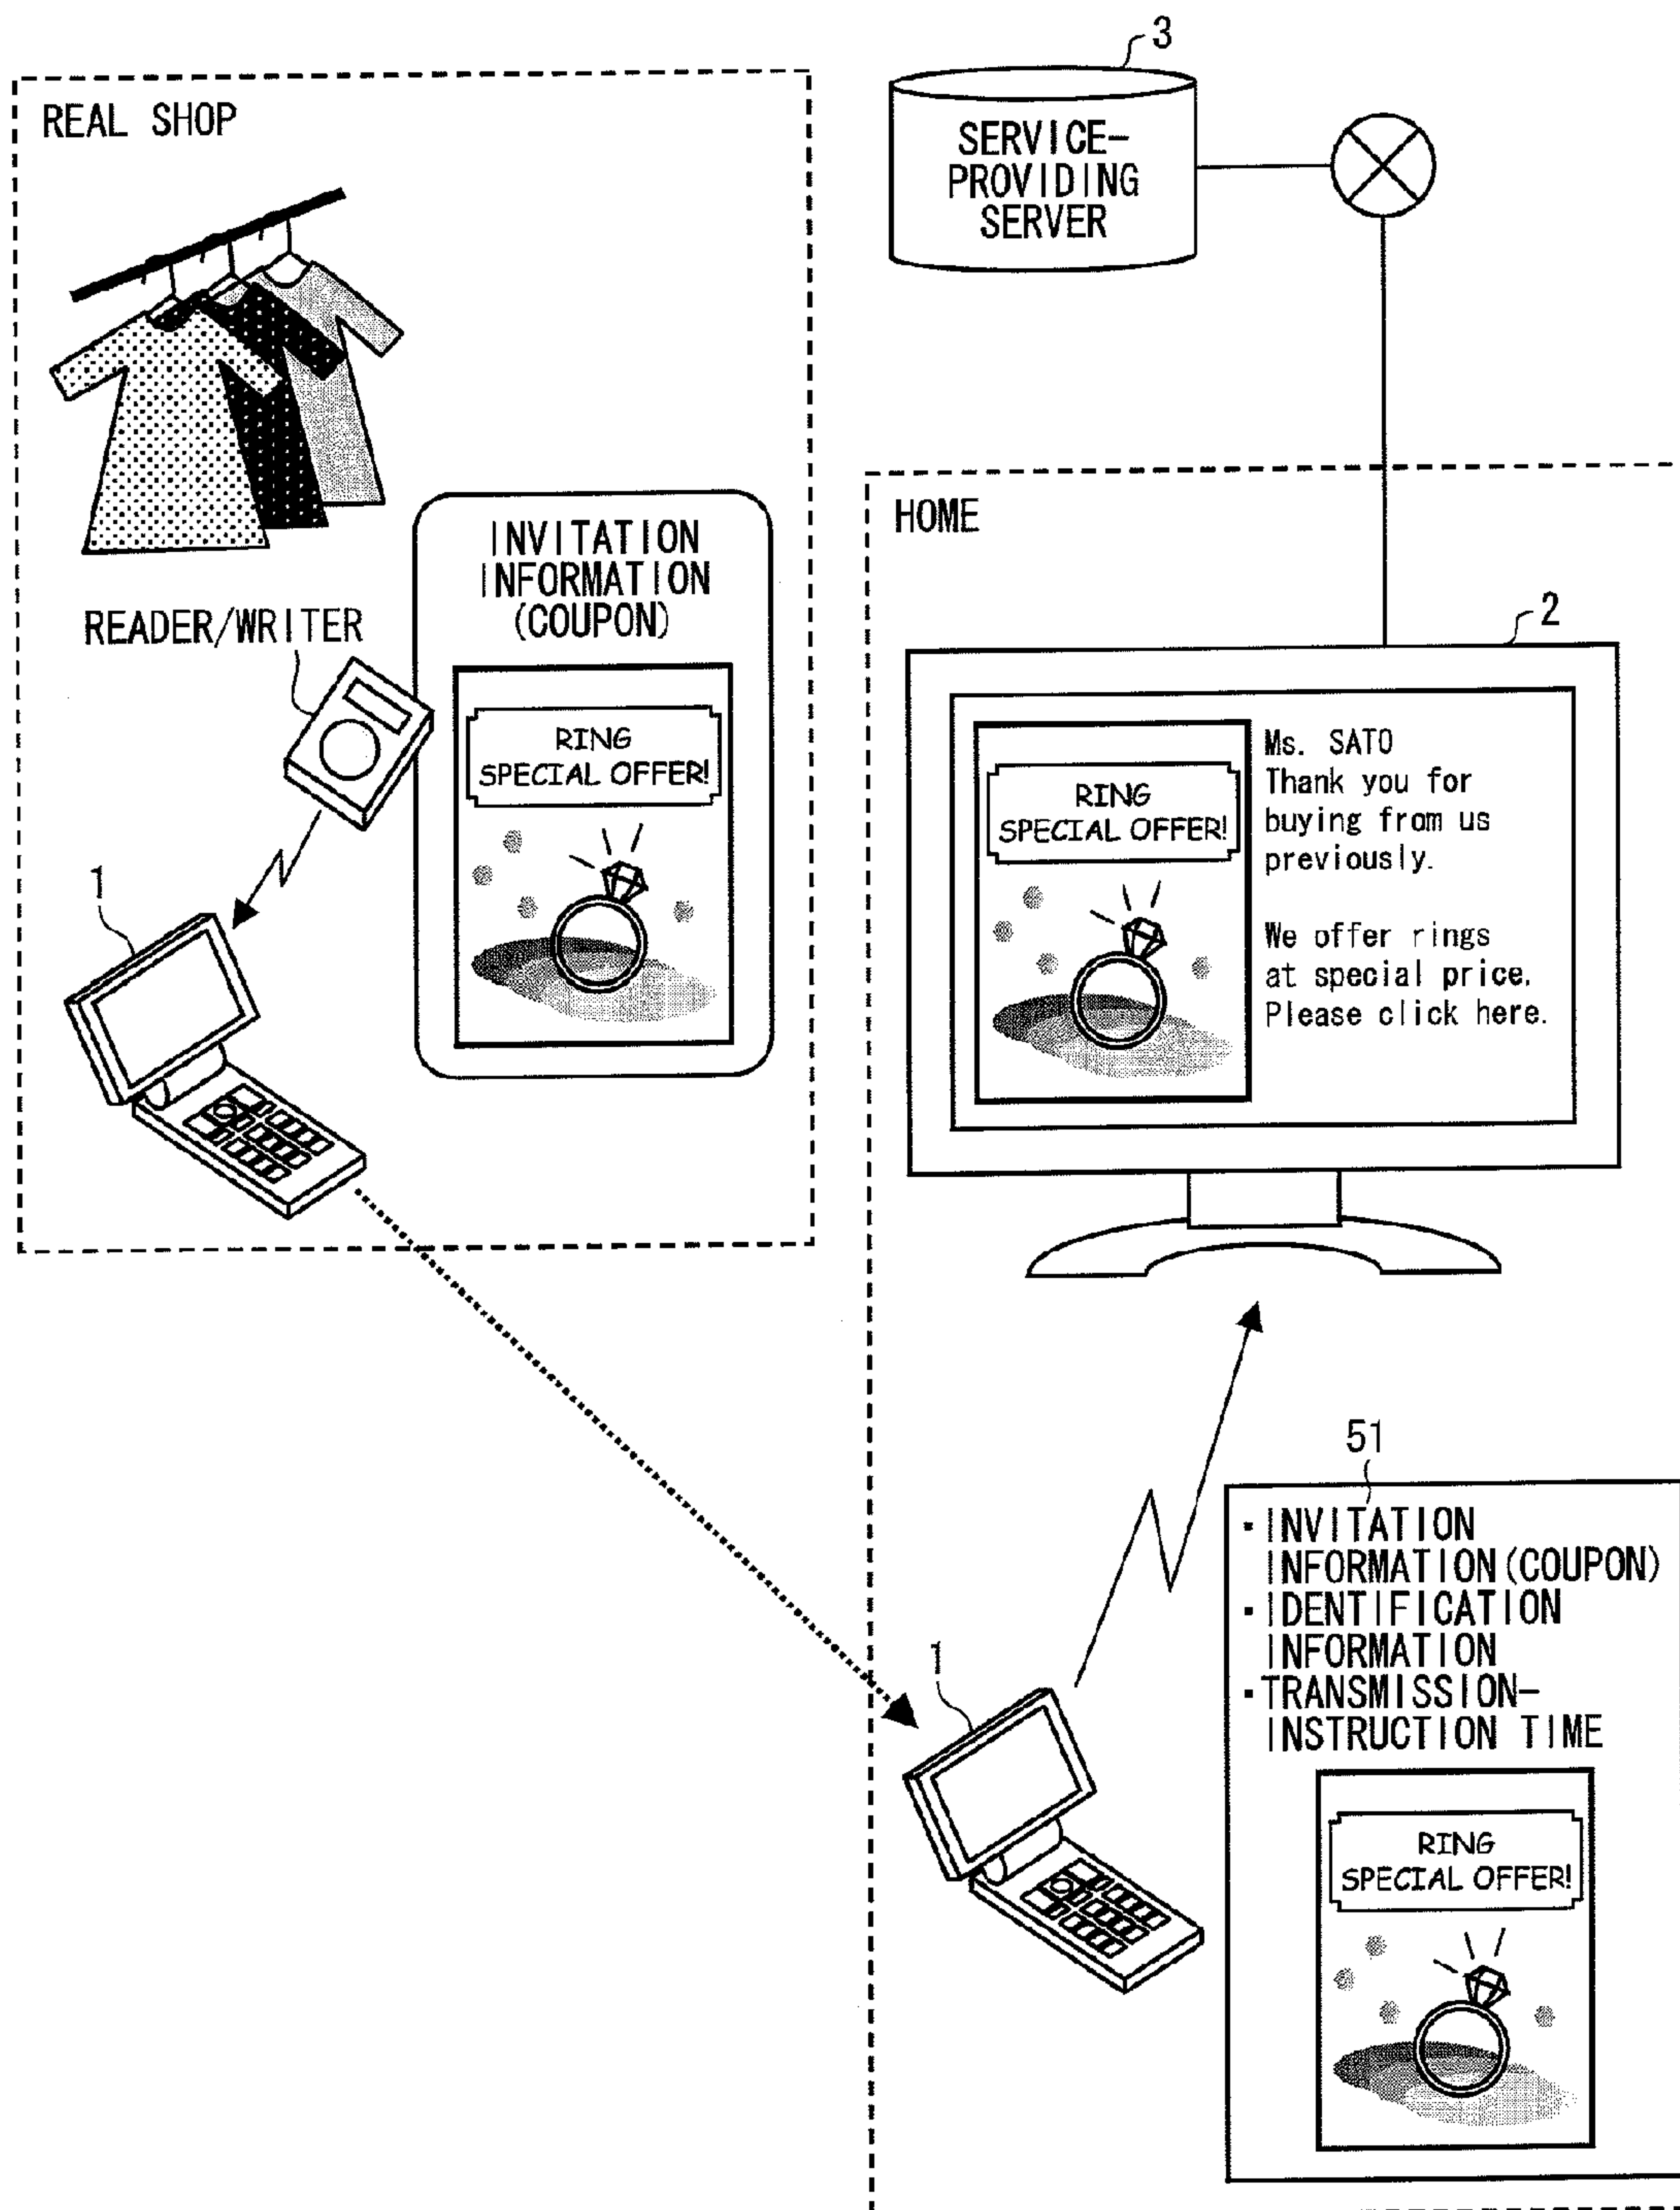 3
REAL SHOP
SERVICE-
PROVIDING
SERVER
INVITATION
INFORMATION
(COUPON)
READER/WRITER
RING
SPECIAL OFFER!
1
HOME
2
RING
SPECIAL OFFER!
Ms. SATO
Thank you for
buying from us
previously.
We offer rings
at special price.
Please click here.
51
・INVITATION
INFORMATION(COUPON)
・IDENTIFICATION
INFORMATION
・TRANSMISSION-
INSTRUCTION TIME
1
RING
SPECIAL OFFER!